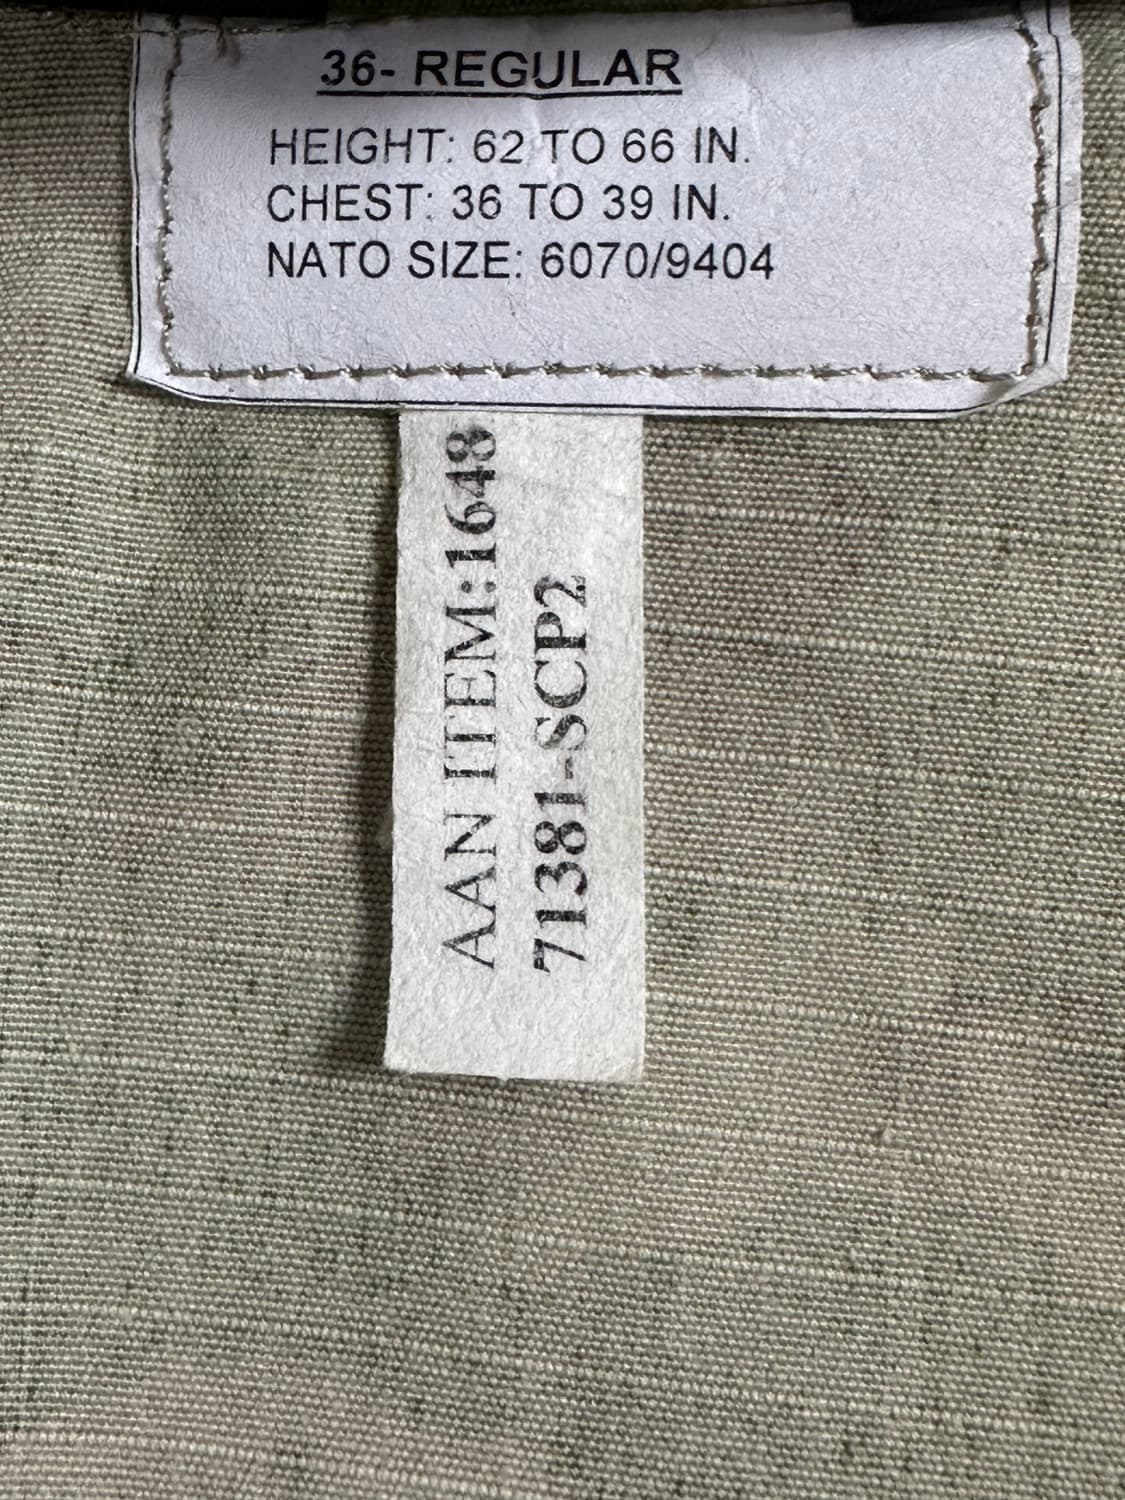 36- REGULAR
HEIGHT: 62 TO 66 IN.
CHEST: 36 TO 39 IN.
NATO SIZE: 6070/9404
AAN ITEM:1648
71381-SCP2